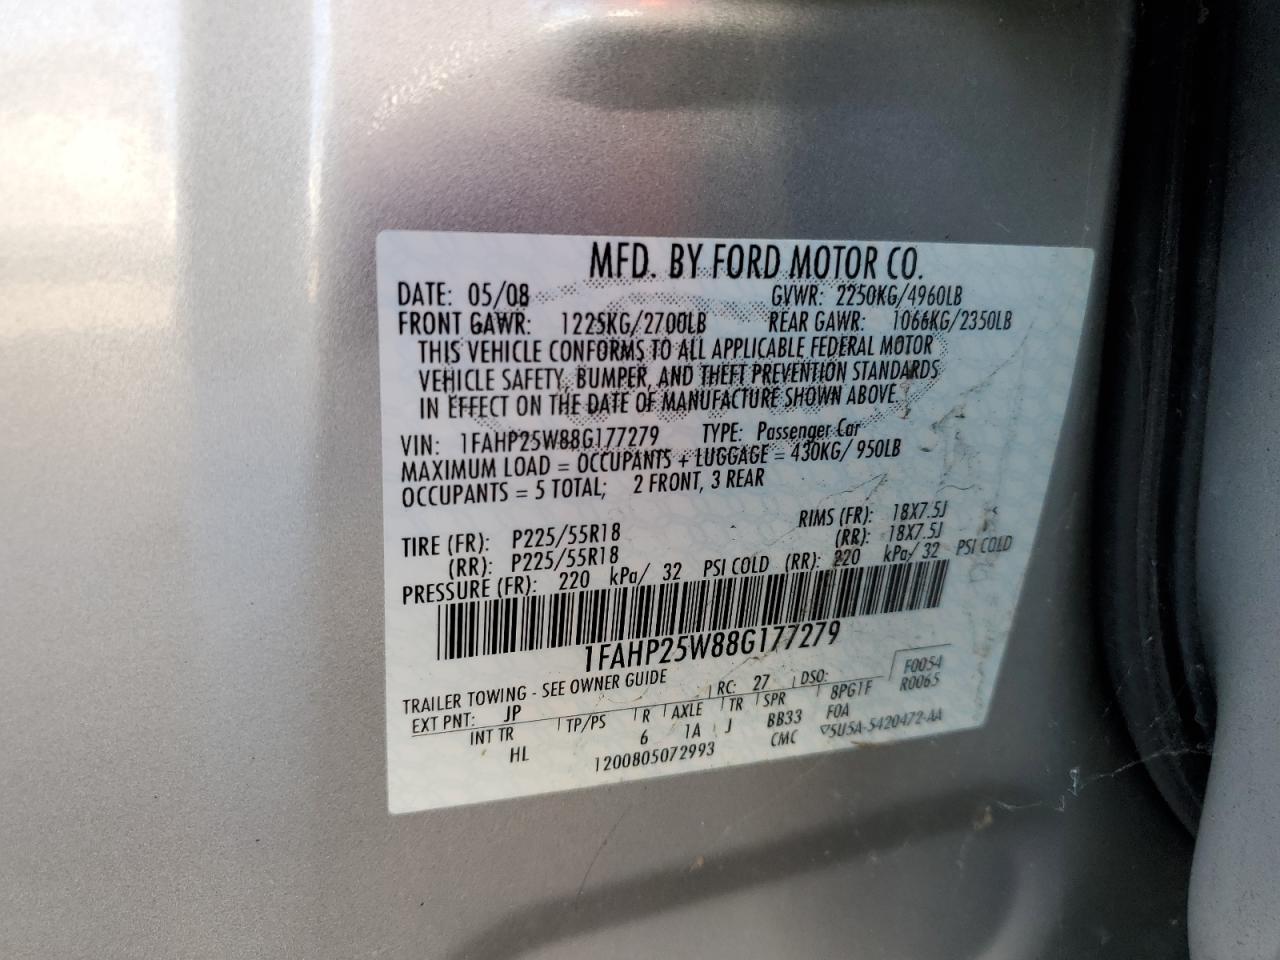 MFD. BY FORD MOTOR CO.
DATE: 05/08 GVWR: 2250KG/4960LB
FRONT GAWR: 1225KG/2700LB REAR GAWR: 1066KG/2350LB
THIS VEHICLE CONFORMS TO ALL APPLICABLE FEDERAL MOTOR
VEHICLE SAFETY, BUMPER, AND THEFT PREVENTION STANDARDS
IN EFFECT ON THE DATE OF MANUFACTURE SHOWN ABOVE
VIN: 1FAHP25W88G177279 TYPE: Passenger Car
MAXIMUM LOAD = OCCUPANTS + LUGGAGE = 430KG/ 950LB
OCCUPANTS = 5 TOTAL; 2 FRONT, 3 REAR
TIRE (FR): P225/55R18 RIMS (FR): 18X7.5J
(RR): P225/55R18 (RR): 18X7.5J
PRESSURE (FR): 220 kPa/ 32 PSI COLD (RR): 220 kPa/ 32 PSI COLD
1FAHP25W88G177279
TRAILER TOWING - SEE OWNER GUIDE
EXT PNT: JP RC: 27 DSO: F0054
INT TR TP/PS R AXLE TR SPR 8PG1F R0065
HL 6 1A J BB33 FOA
1200805072993 CMC ▽5U5A-5420472-AA